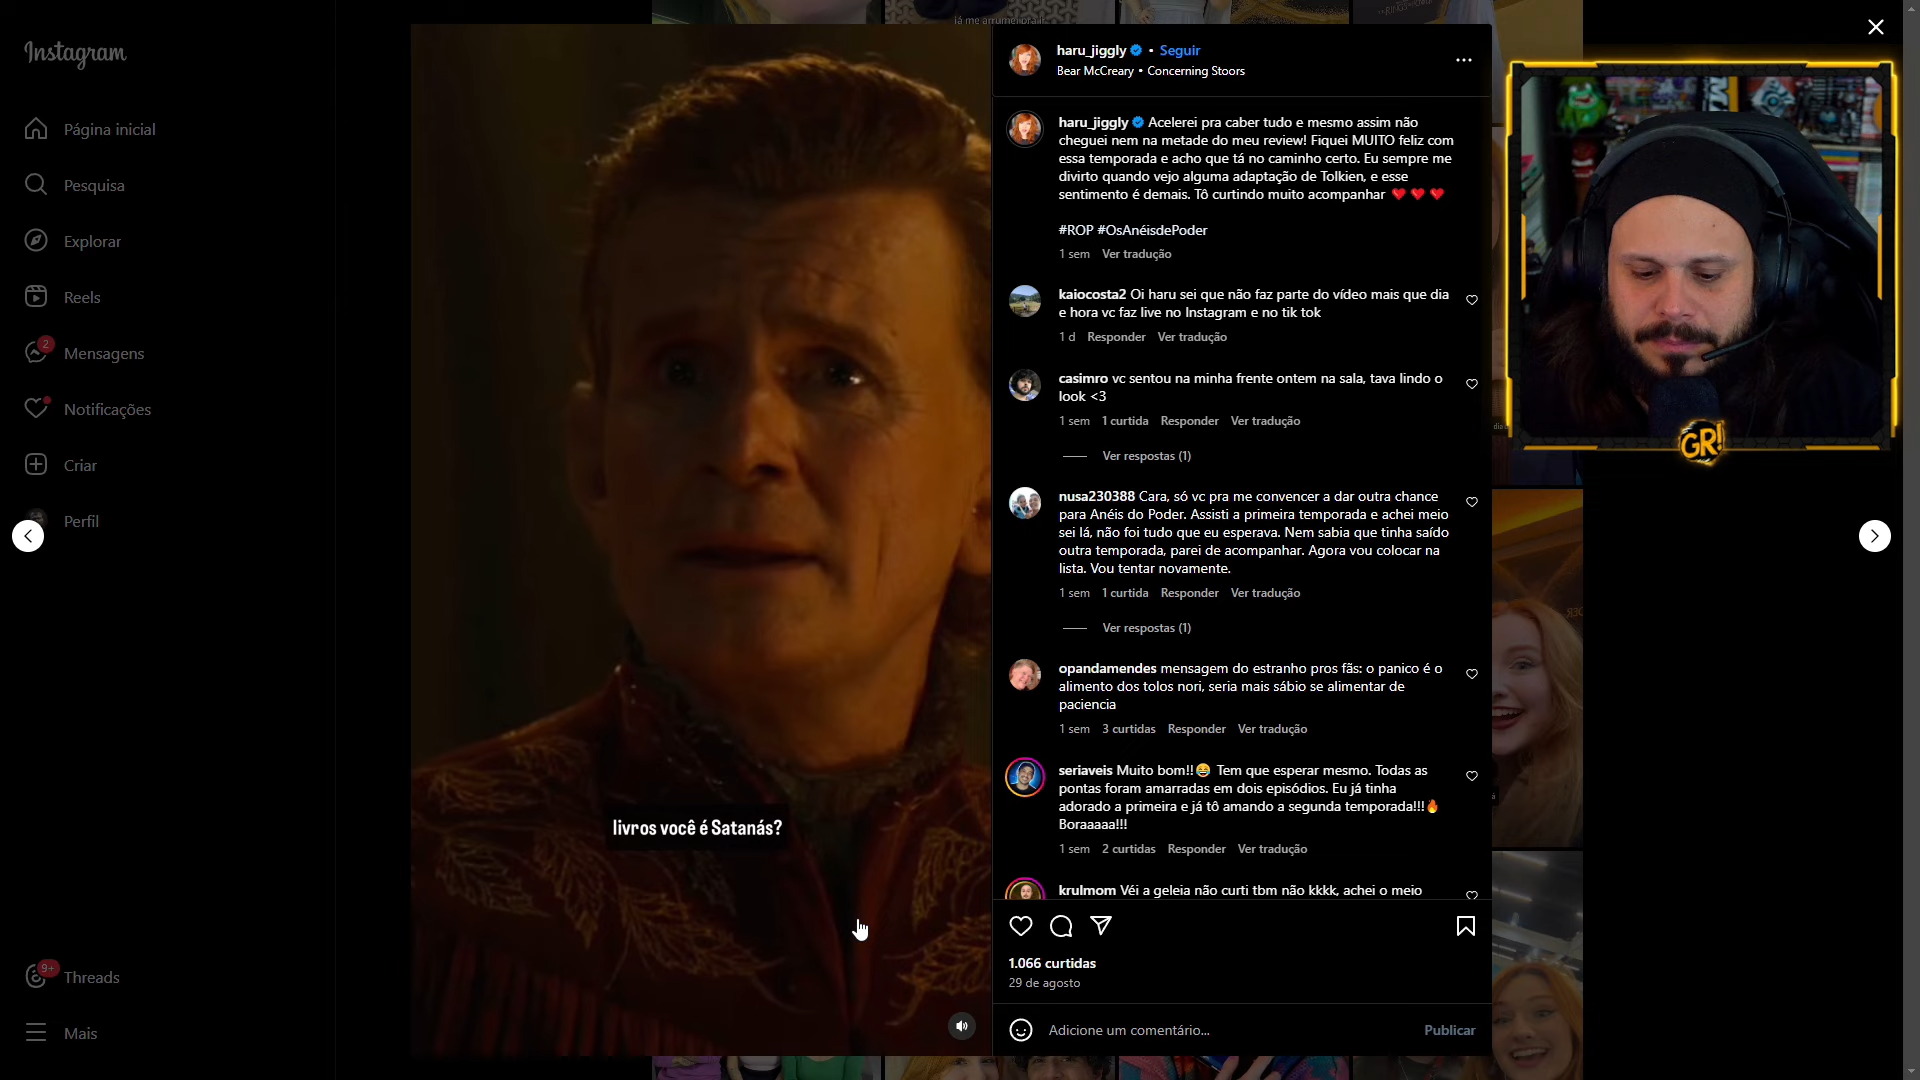 Instagram
Página inicial
Pesquisa
Explorar
Reels
2
Mensagens
Notificações
Criar
Perfil
9+
Threads
Mais
livros você é Satanás?
haru_jiggly • Seguir
Bear McCreary • Concerning Stoors
haru_jiggly Acelerei pra caber tudo e mesmo assim não
cheguei nem na metade do meu review! Fiquei MUITO feliz com
essa temporada e acho que tá no caminho certo. Eu sempre me
divirto quando vejo alguma adaptação de Tolkien, e esse
sentimento é demais. Tô curtindo muito acompanhar ❤️ ❤️ ❤️
#ROP #OsAnéisdePoder
1 sem Ver tradução
kaiocosta2 Oi haru sei que não faz parte do vídeo mais que dia
e hora vc faz live no Instagram e no tik tok
1 d Responder Ver tradução
casimro vc sentou na minha frente ontem na sala, tava lindo o
look <3
1 sem 1 curtida Responder Ver tradução
Ver respostas (1)
nusa230388 Cara, só vc pra me convencer a dar outra chance
para Anéis do Poder. Assisti a primeira temporada e achei meio
sei lá, não foi tudo que eu esperava. Nem sabia que tinha saído
outra temporada, parei de acompanhar. Agora vou colocar na
lista. Vou tentar novamente.
1 sem 1 curtida Responder Ver tradução
Ver respostas (1)
opandamendes mensagem do estranho pros fãs: o panico é o
alimento dos tolos nori, seria mais sábio se alimentar de
paciencia
1 sem 3 curtidas Responder Ver tradução
seriaveis Muito bom!!😂 Tem que esperar mesmo. Todas as
pontas foram amarradas em dois episódios. Eu já tinha
adorado a primeira e já tô amando a segunda temporada!!!🔥
Boraaaaa!!!
1 sem 2 curtidas Responder Ver tradução
krulmom Véi a geleia não curti tbm não kkkk, achei o meio
1.066 curtidas
29 de agosto
Adicione um comentário...
Publicar
GR!